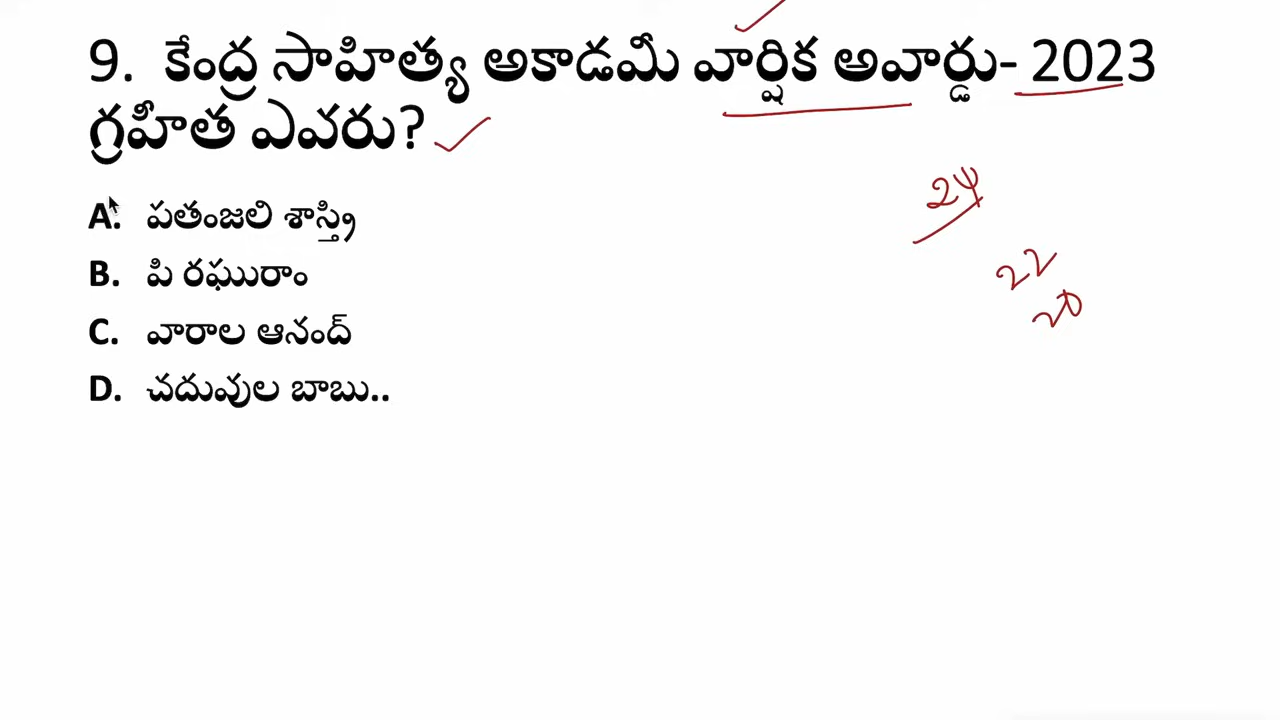 9. కేంద్ర సాహిత్య అకాడమీ వార్షిక అవార్డు- 2023
గ్రహీత ఎవరు?
24
22
20
A. పతంజలి శాస్త్రి
B. పి రఘురాం
C. వారాల ఆనంద్
D. చదువుల బాబు..